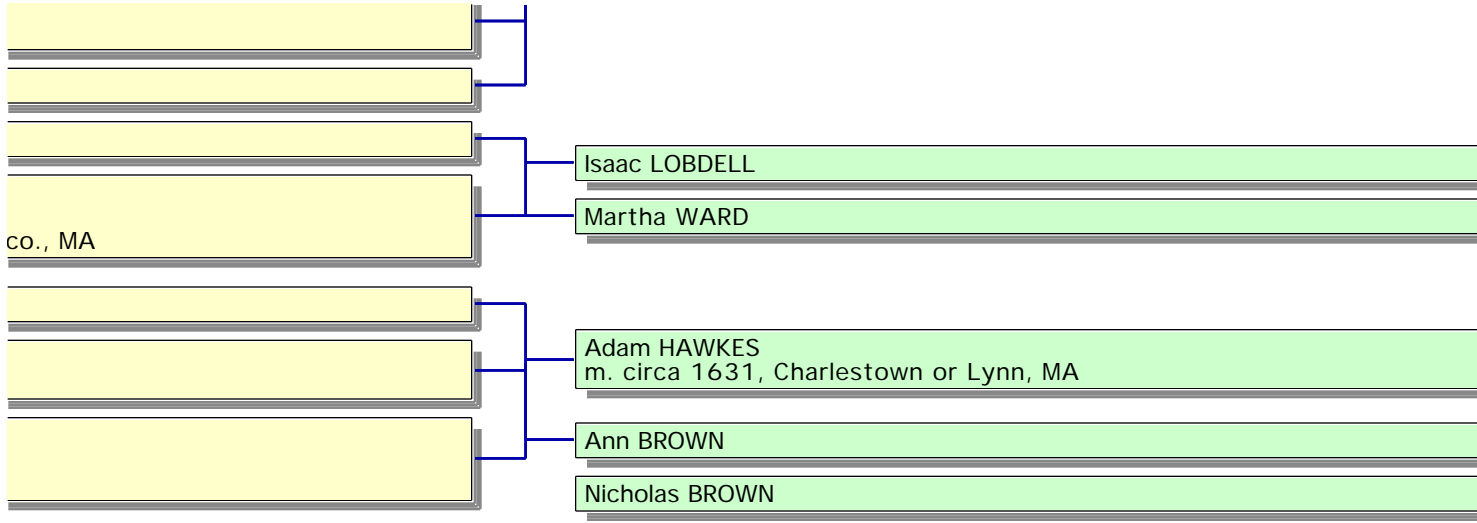 Isaac LOBDELL
Martha WARD
co., MA
Adam HAWKES
m. circa 1631, Charlestown or Lynn, MA
Ann BROWN
Nicholas BROWN